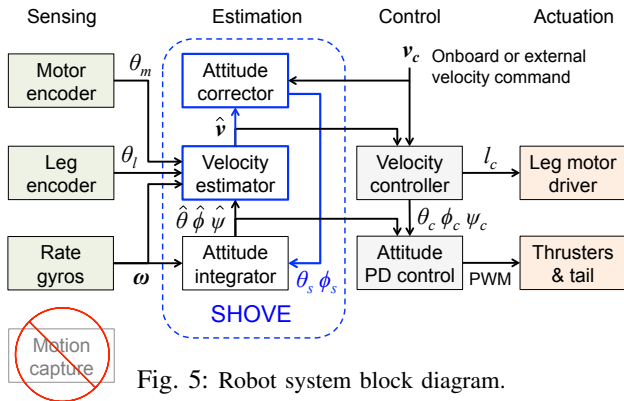 Sensing
Estimation
Control
Actuation
Motor
encoder
θm
Attitude
corrector
vc
Onboard or external
velocity command
v̂
Leg
encoder
θl
Velocity
estimator
Velocity
controller
lc
Leg motor
driver
θ̂ ϕ̂ ψ̂
θc ϕc ψc
Rate
gyros
ω
Attitude
integrator
θs ϕs
Attitude
PD control
PWM
Thrusters
& tail
SHOVE
Motion
capture
Fig. 5: Robot system block diagram.